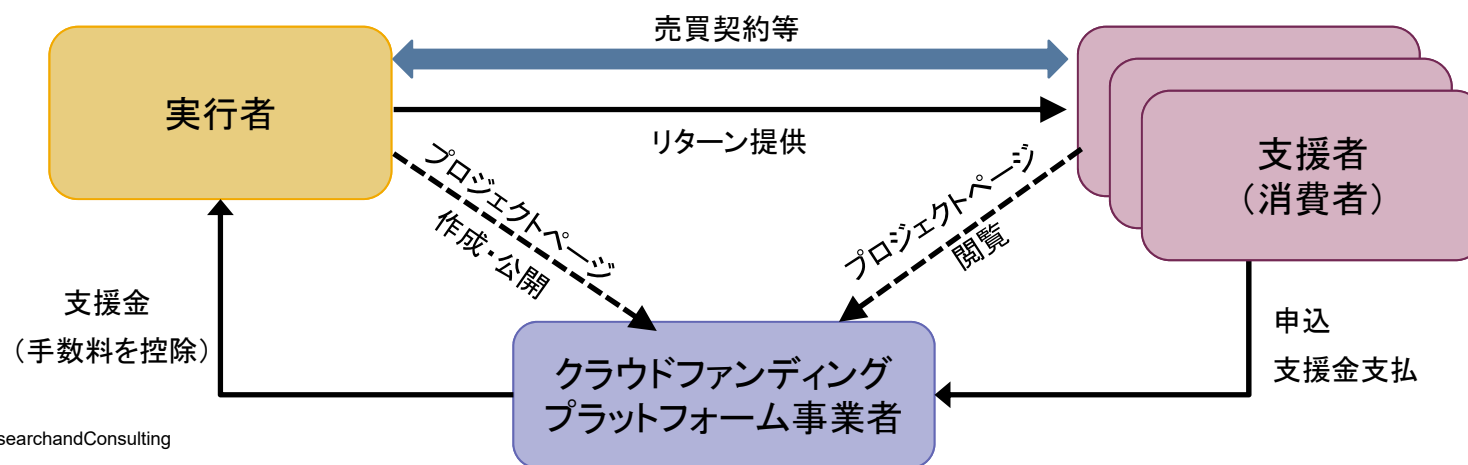 売買契約等
実行者
リターン提供
支援者
（消費者）
プロジェクトページ
作成・公開
プロジェクトページ
閲覧
支援金
（手数料を控除）
申込
支援金支払
クラウドファンディング
プラットフォーム事業者
searchandConsulting